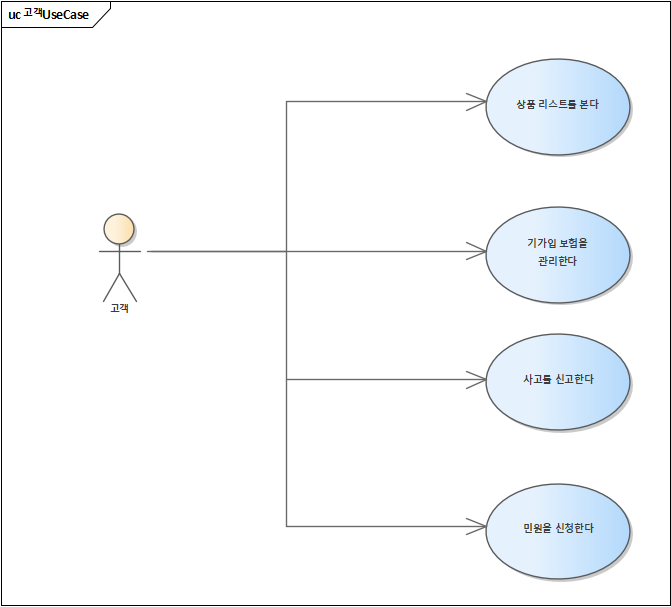 uc 고객UseCase
상품 리스트를 본다
기가입 보험을
관리한다
고객
사고를 신고한다
민원을 신청한다